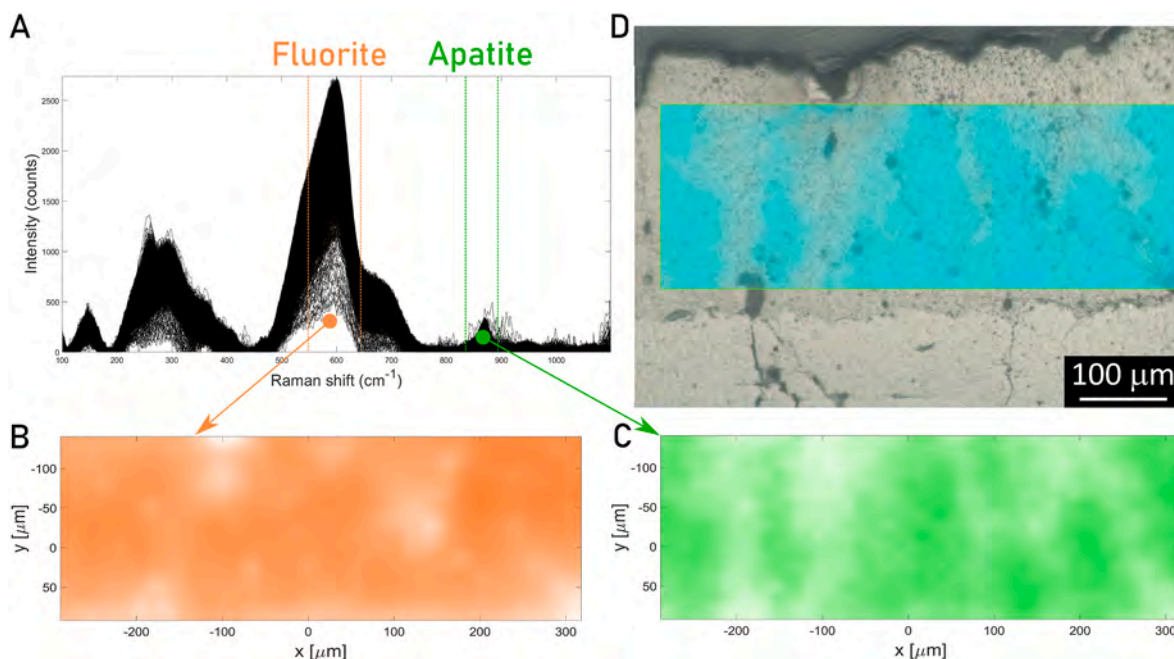 A
Fluorite
Apatite
Intensity (counts)
2500
2000
1500
1000
500
0
100
200
300
400
500
600
700
800
900
1000
Raman shift (cm-1)
D
100 μm
B
y [μm]
-100
-50
0
50
-200
-100
0
100
200
300
x [μm]
C
y [μm]
-100
-50
0
50
-200
-100
0
100
200
300
x [μm]